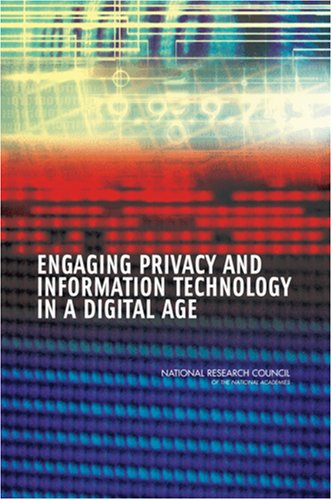 ENGAGING PRIVACY AND
INFORMATION TECHNOLOGY
IN A DIGITAL AGE
NATIONAL RESEARCH COUNCIL
OF THE NATIONAL ACADEMIES